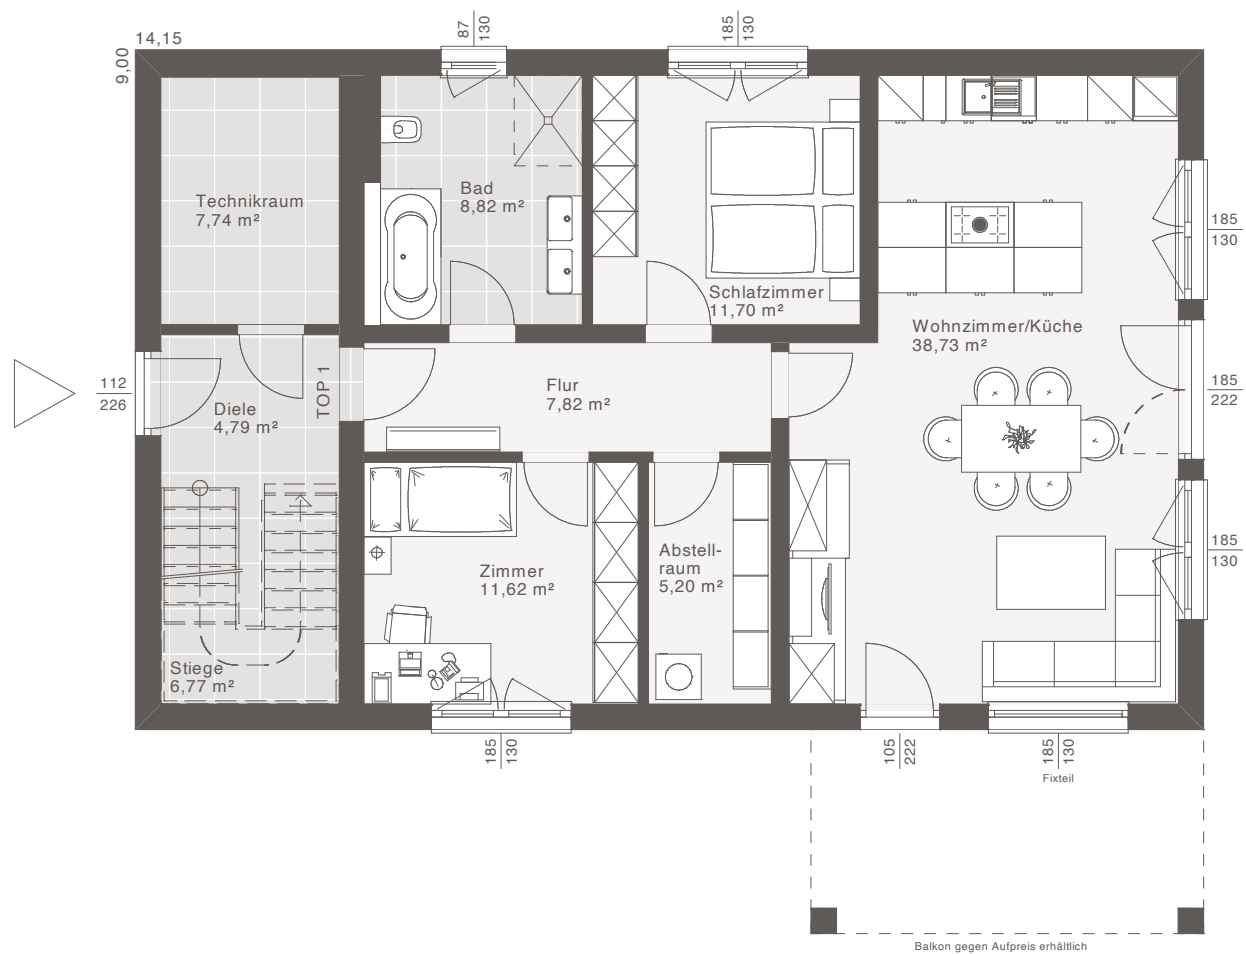 14,15
9,00
87
130
185
130
Technikraum
7,74 m²
Bad
8,82 m²
Schlafzimmer
11,70 m²
185
130
Wohnzimmer/Küche
38,73 m²
112
226
Diele
4,79 m²
TOP 1
Flur
7,82 m²
185
222
Zimmer
11,62 m²
Abstell-
raum
5,20 m²
185
130
Stiege
6,77 m²
185
130
105
222
185
130
Fixteil
Balkon gegen Aufpreis erhältlich